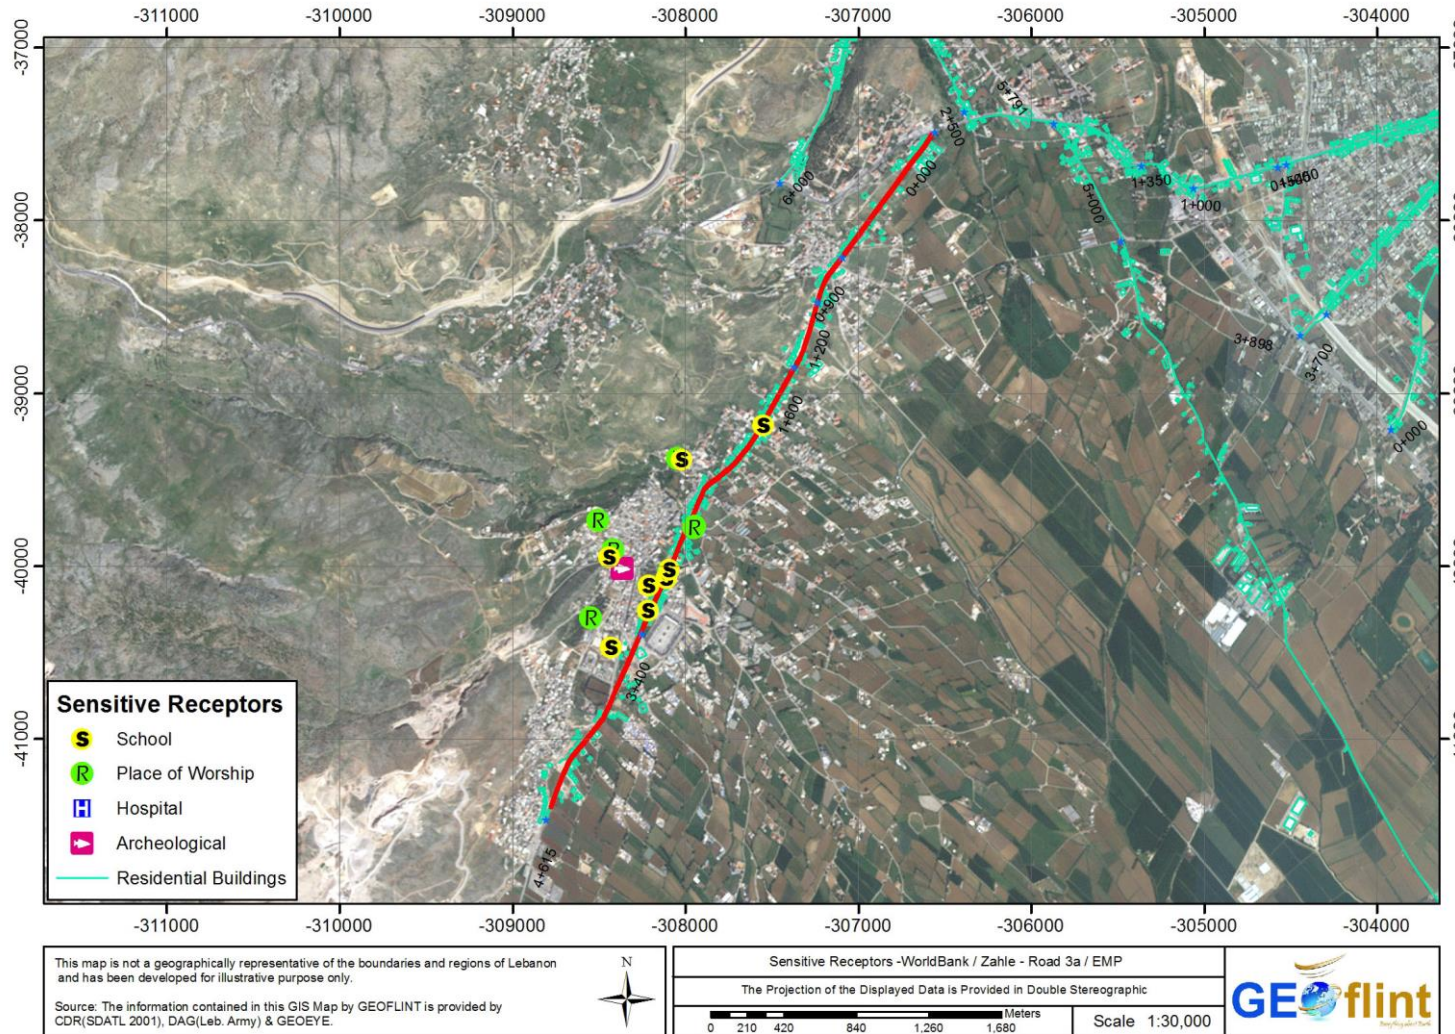 -311000 -310000 -309000 -308000 -307000 -306000 -305000 -304000
-37000
-38000
-39000
-40000
-41000
5+791
2+500
0+000
6+000
5+000
1+350
1+000
0+900
1+200
3+898
3+700
0+000
1+600
3+400
4+615
S
S
R
R
S
S
S
S
R
S
Sensitive Receptors
S School
R Place of Worship
H Hospital
Archeological
Residential Buildings
-311000 -310000 -309000 -308000 -307000 -306000 -305000 -304000
This map is not a geographically representative of the boundaries and regions of Lebanon
and has been developed for illustrative purpose only.
Source: The information contained in this GIS Map by GEOFLINT is provided by
CDR(SDATL 2001), DAG(Leb. Army) & GEOEYE.
N
Sensitive Receptors -WorldBank / Zahle - Road 3a / EMP
The Projection of the Displayed Data is Provided in Double Stereographic
Meters
0 210 420 840 1,260 1,680
Scale 1:30,000
GEOflint